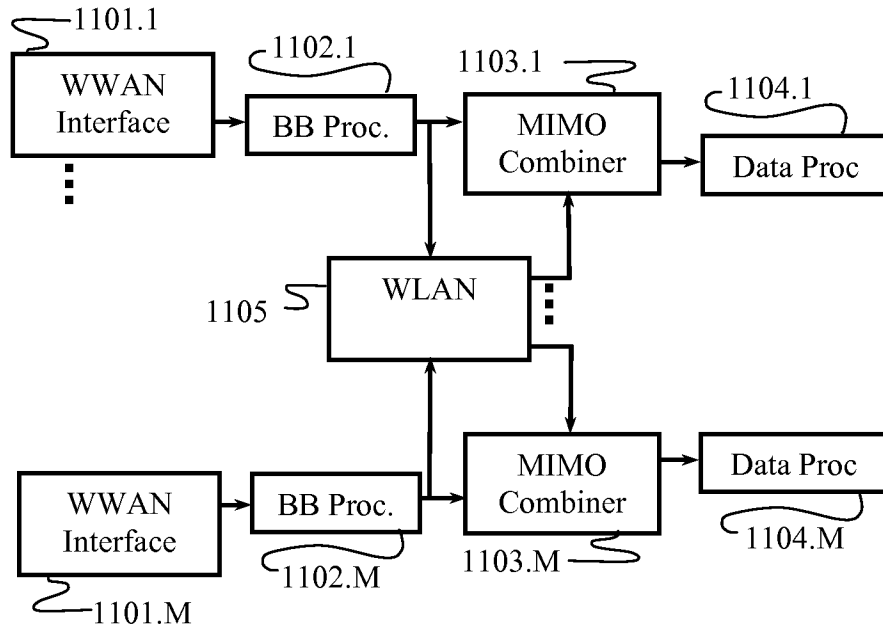 1101.1
1102.1
1103.1
1104.1
WWAN
Interface
BB Proc.
MIMO
Combiner
Data Proc
WLAN
1105
WWAN
Interface
BB Proc.
MIMO
Combiner
Data Proc
1101.M
1102.M
1103.M
1104.M